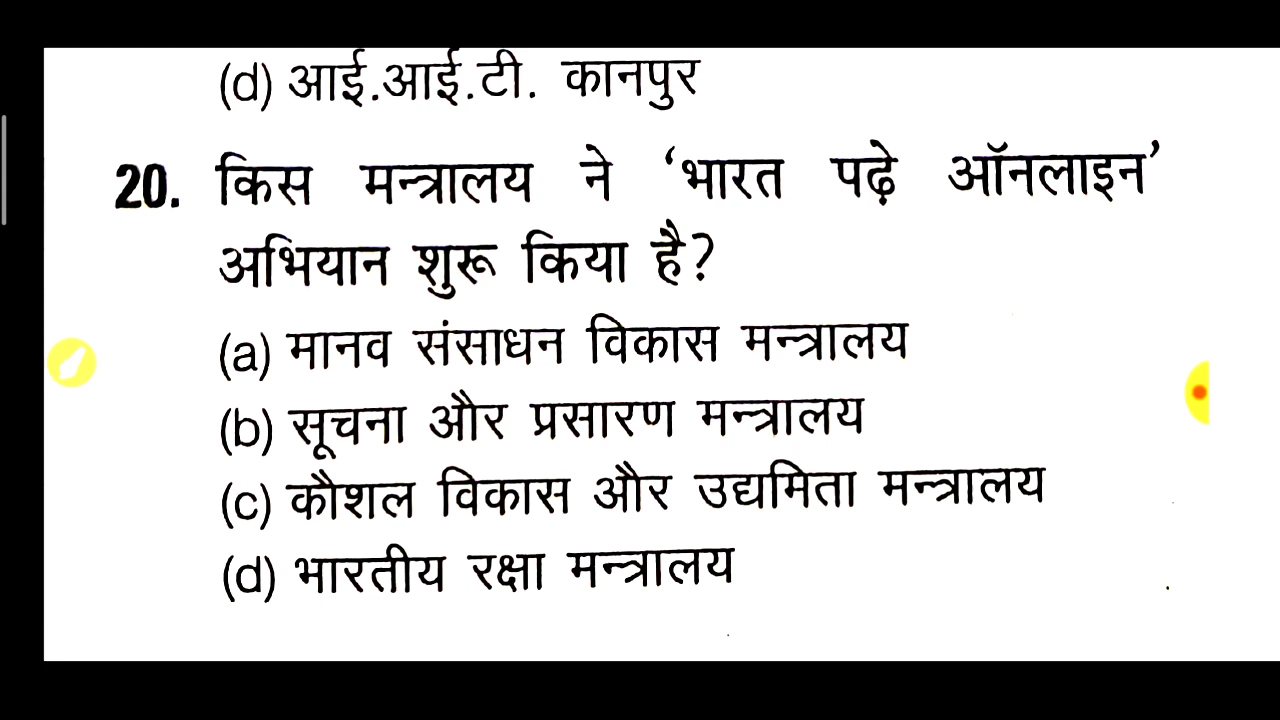 (d) आई.आई.टी. कानपुर
20. किस मन्त्रालय ने ‘भारत पढ़े ऑनलाइन’
अभियान शुरू किया है?
(a) मानव संसाधन विकास मन्त्रालय
(b) सूचना और प्रसारण मन्त्रालय
(c) कौशल विकास और उद्यमिता मन्त्रालय
(d) भारतीय रक्षा मन्त्रालय